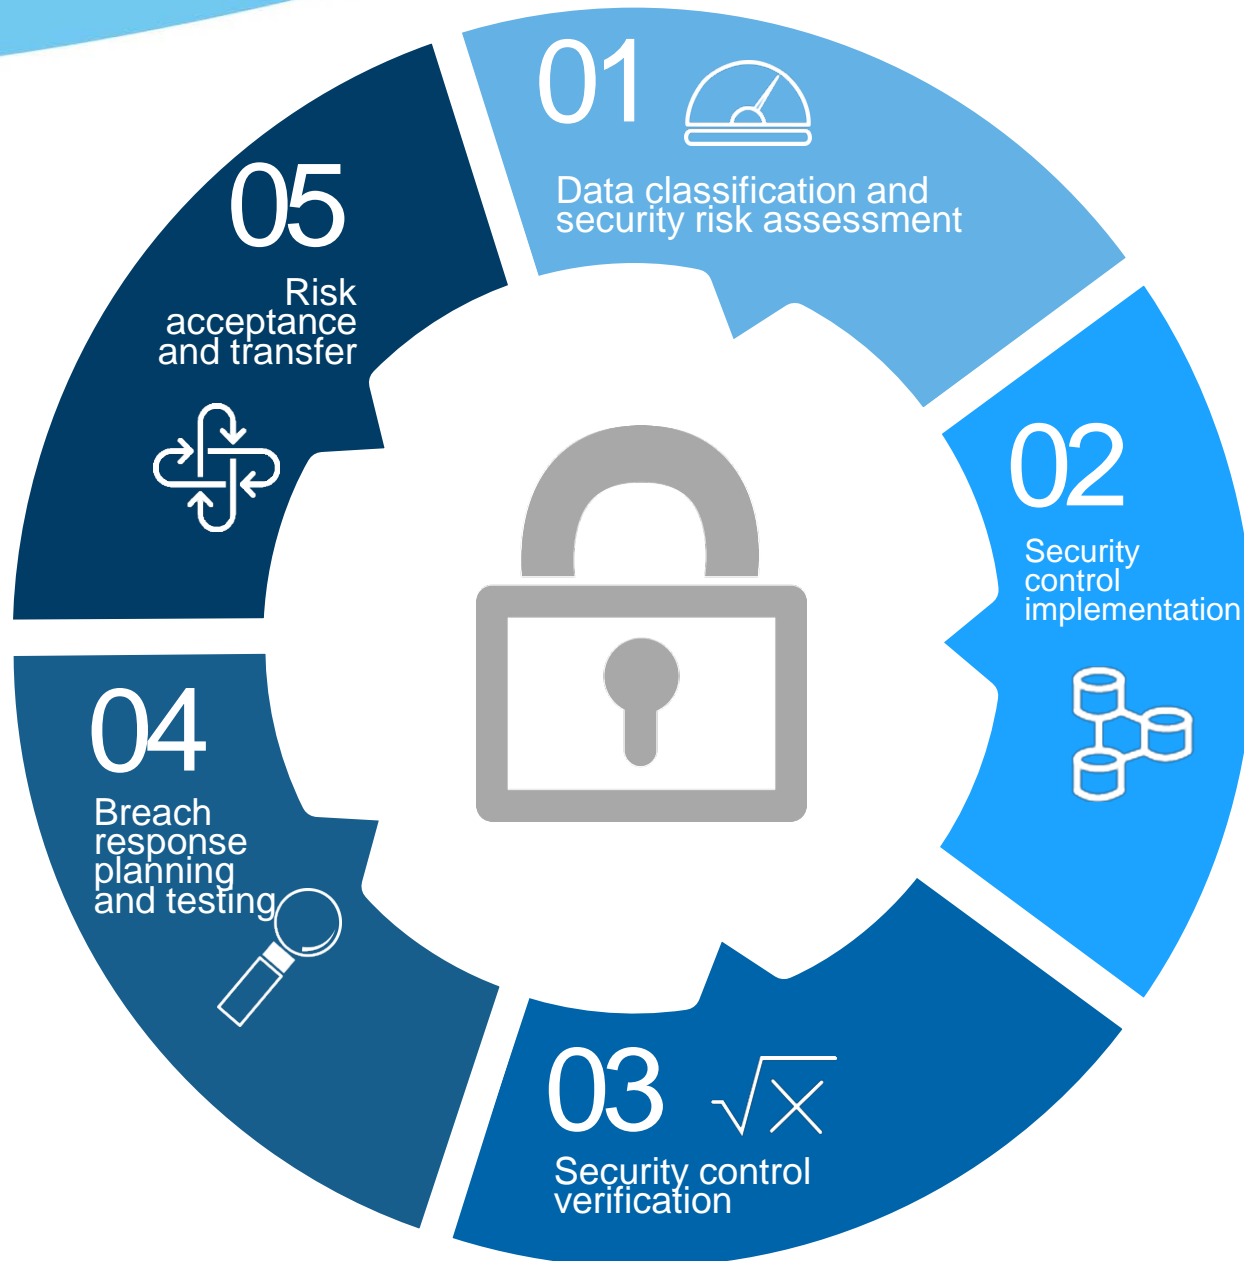 01
Data classification and
security risk assessment
02
Security
control
implementation
03
Security control
verification
04
Breach
response
planning
and testing
05
Risk
acceptance
and transfer